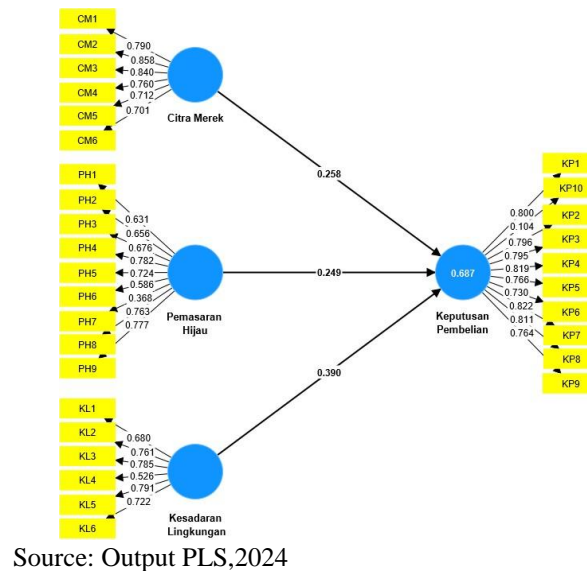 CM1
CM2
CM3
CM4
CM5
CM6
0.790
0.858
0.840
0.760
0.712
0.701
Citra Merek
PH1
PH2
PH3
PH4
PH5
PH6
PH7
PH8
PH9
0.631
0.656
0.676
0.782
0.724
0.586
0.368
0.763
0.777
Pemasaran
Hijau
KL1
KL2
KL3
KL4
KL5
KL6
0.680
0.761
0.785
0.526
0.791
0.722
Kesadaran
Lingkungan
0.258
0.249
0.390
0.687
Keputusan
Pembelian
0.800
0.104
0.796
0.795
0.819
0.766
0.730
0.822
0.811
0.764
KP1
KP10
KP2
KP3
KP4
KP5
KP6
KP7
KP8
KP9
Source: Output PLS,2024